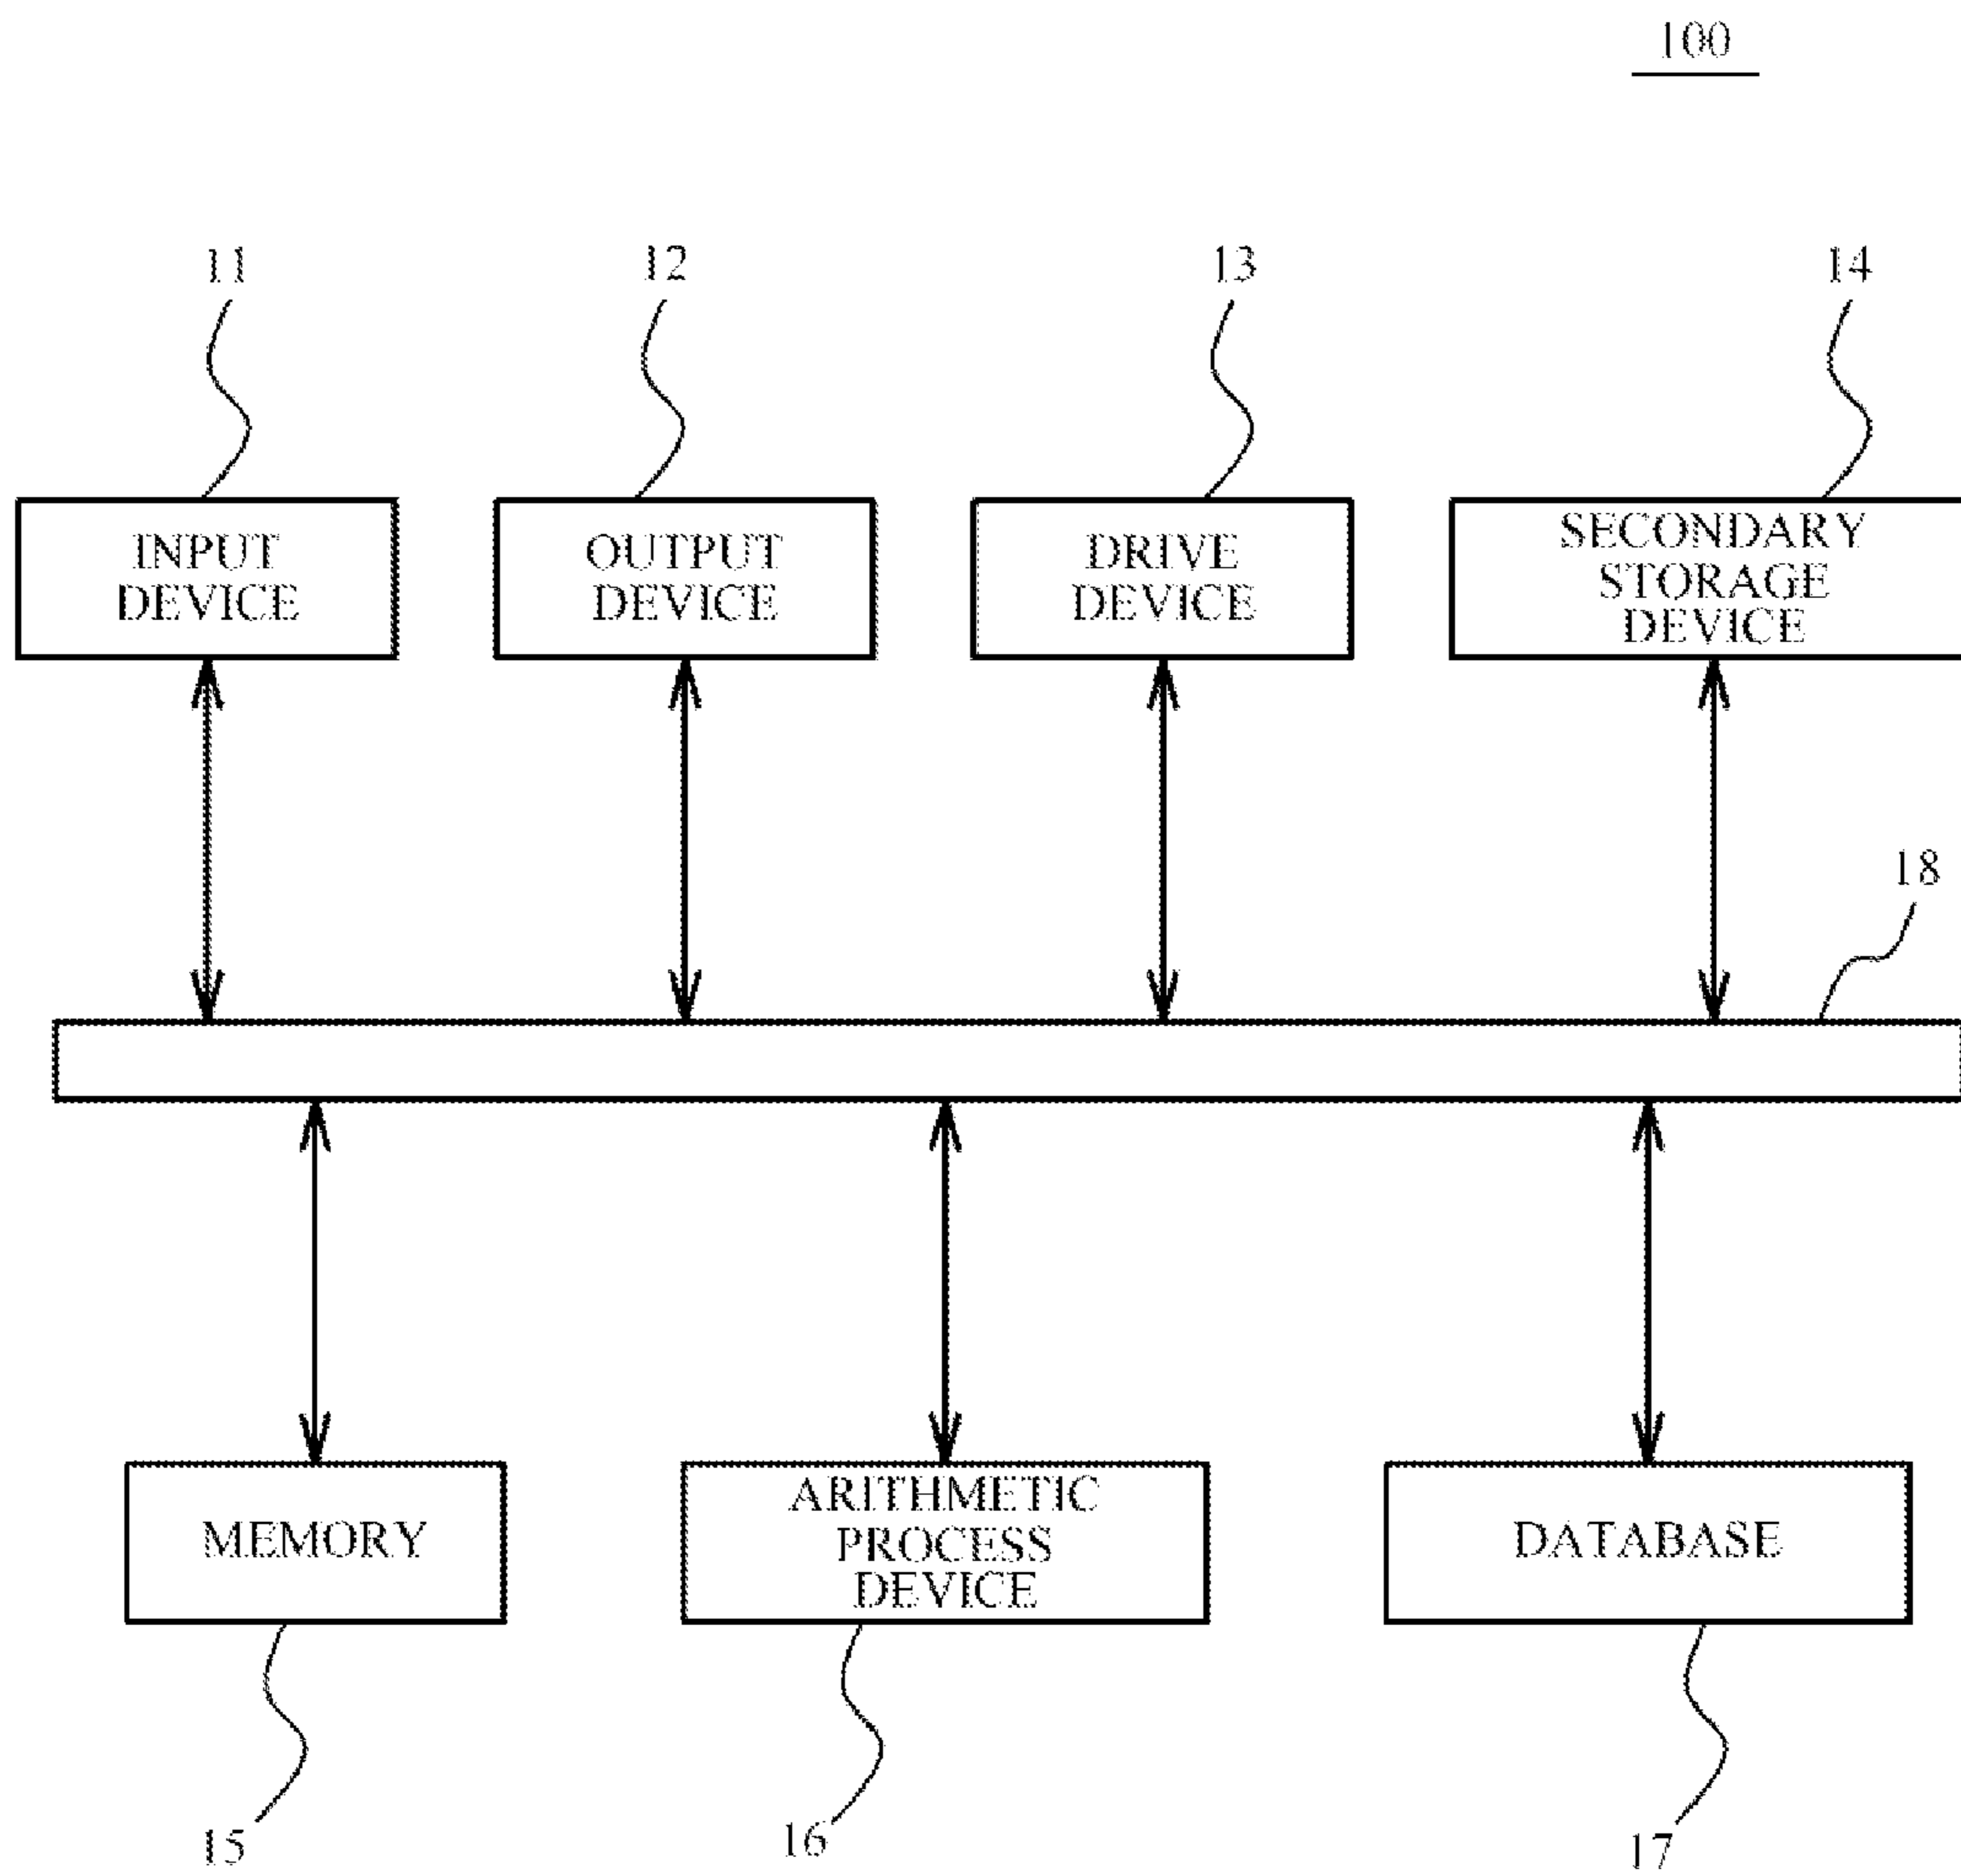 100
11
12
13
14
INPUT
DEVICE
OUTPUT
DEVICE
DRIVE
DEVICE
SECONDARY
STORAGE
DEVICE
18
MEMORY
ARITHMETIC
PROCESS
DEVICE
DATABASE
15
16
17